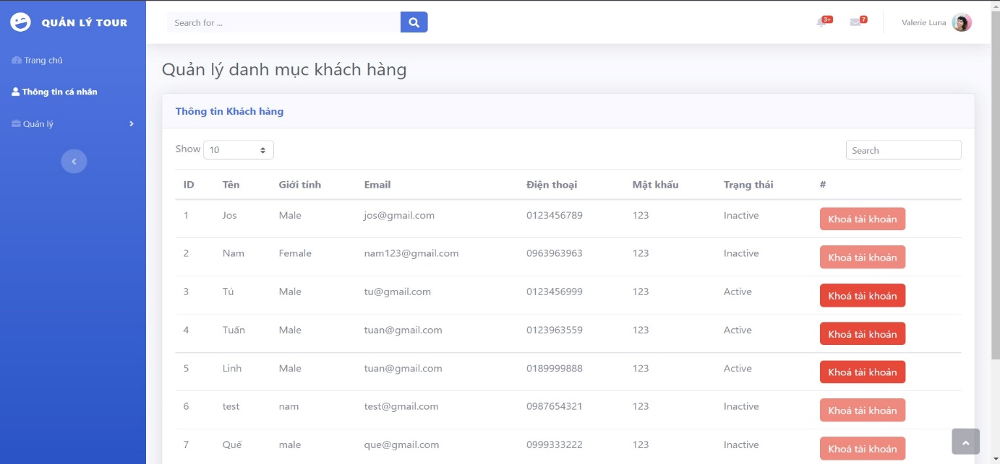 QUẢN LÝ TOUR
Search for ...
3+
7
Valerie Luna
Trang chủ
Thông tin cá nhân
Quản lý
Quản lý danh mục khách hàng
Thông tin Khách hàng
Show 10
Search
ID Tên Giới tính Email Điện thoại Mật khẩu Trạng thái #
1 Jos Male jos@gmail.com 0123456789 123 Inactive Khoá tài khoản
2 Nam Female nam123@gmail.com 0963963963 123 Inactive Khoá tài khoản
3 Tú Male tu@gmail.com 0123456999 123 Active Khoá tài khoản
4 Tuấn Male tuan@gmail.com 0123963559 123 Active Khoá tài khoản
5 Linh Male tuan@gmail.com 0189999888 123 Active Khoá tài khoản
6 test nam test@gmail.com 0987654321 123 Inactive Khoá tài khoản
7 Quế male que@gmail.com 0999333222 123 Inactive Khoá tài khoản